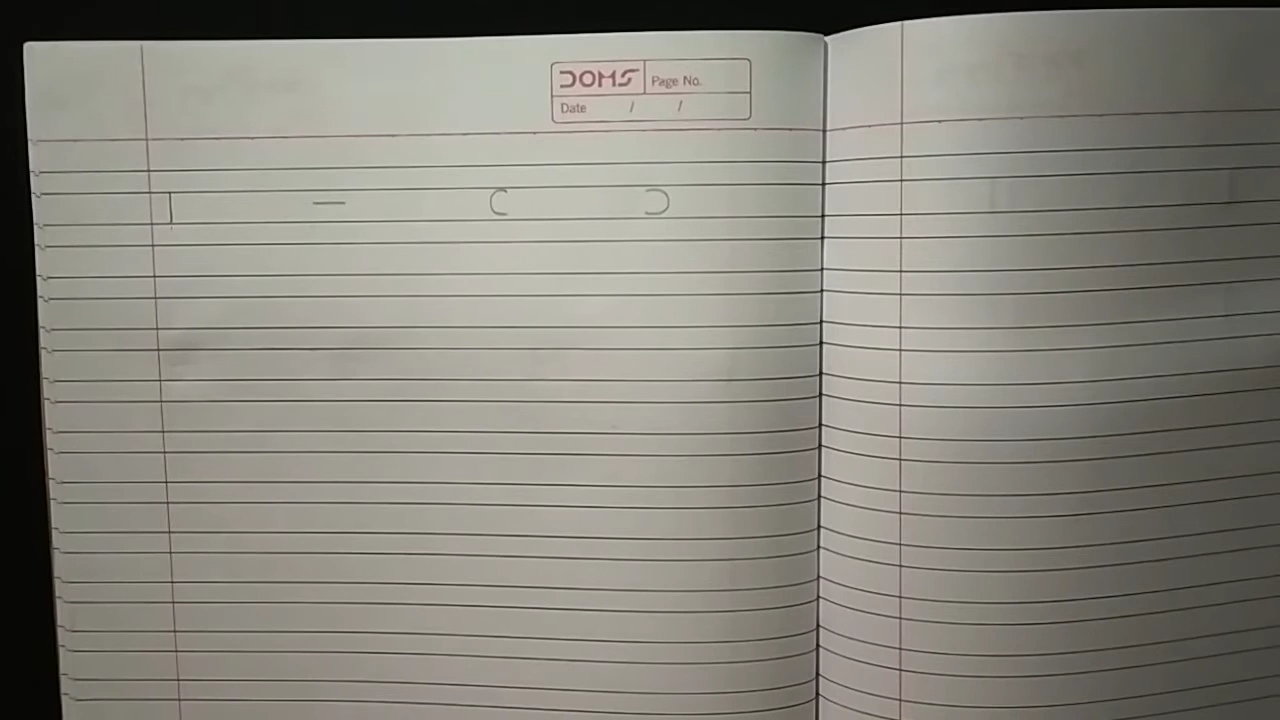 DOMS Page No.
Date / /
| — ⊂ ⊃